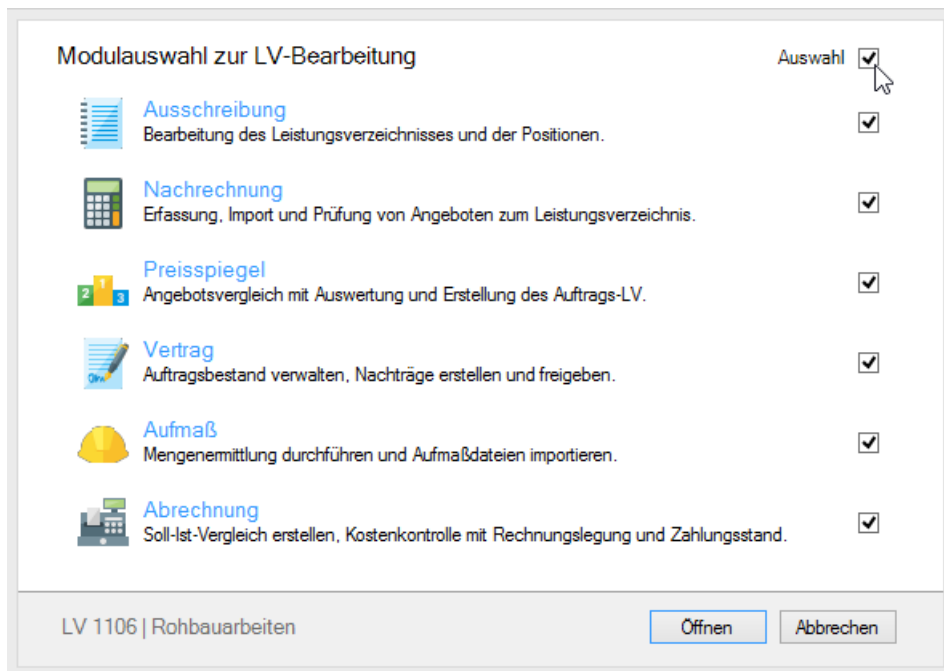 Modulauswahl zur LV-Bearbeitung
Auswahl
Ausschreibung
Bearbeitung des Leistungsverzeichnisses und der Positionen.
Nachrechnung
Erfassung, Import und Prüfung von Angeboten zum Leistungsverzeichnis.
Preisspiegel
2 1 3
Angebotsvergleich mit Auswertung und Erstellung des Auftrags-LV.
Vertrag
Auftragsbestand verwalten, Nachträge erstellen und freigeben.
Aufmaß
Mengenermittlung durchführen und Aufmaßdateien importieren.
Abrechnung
Soll-Ist-Vergleich erstellen, Kostenkontrolle mit Rechnungslegung und Zahlungsstand.
LV 1106 | Rohbauarbeiten
Öffnen
Abbrechen